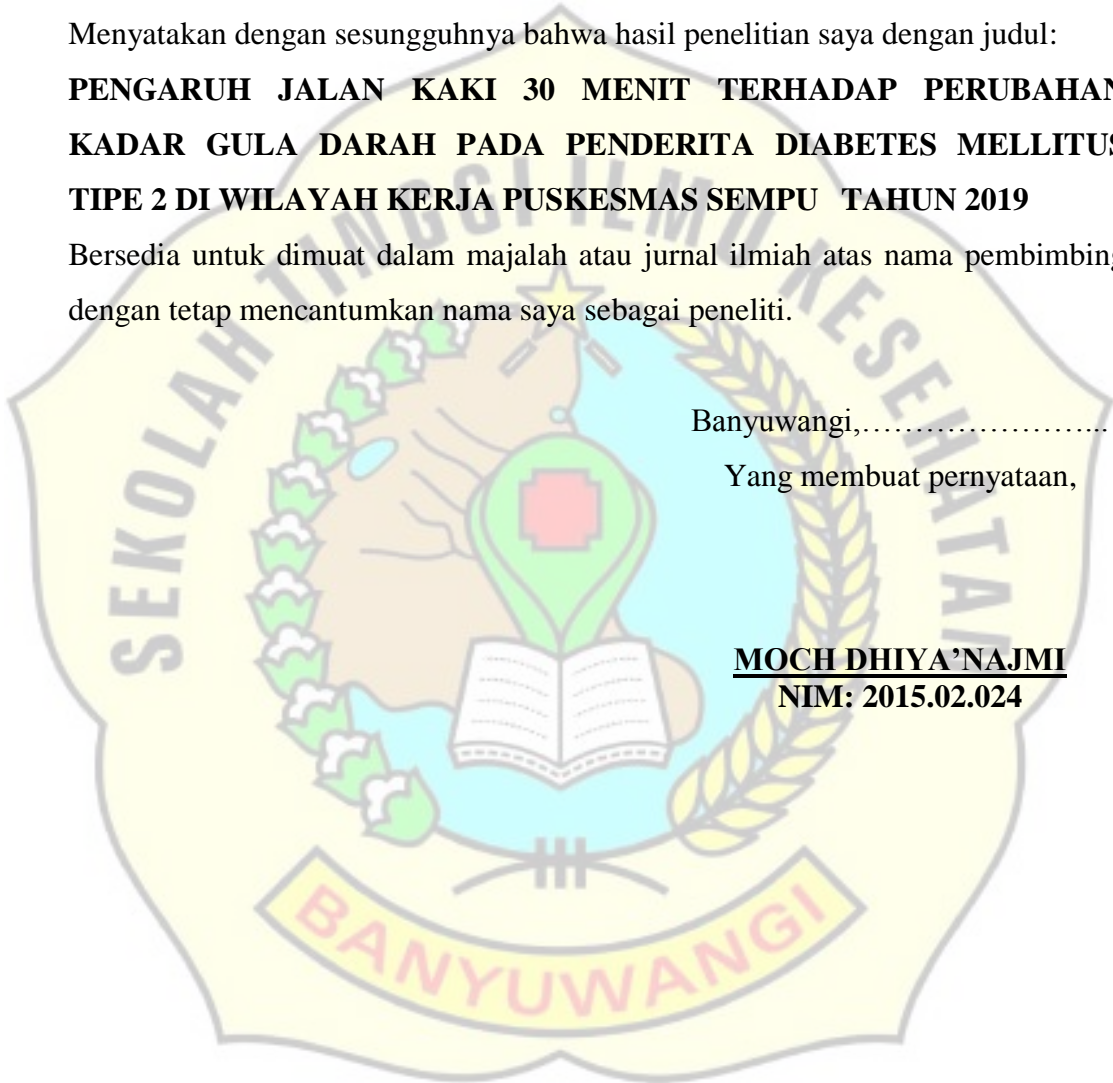 Menyatakan dengan sesungguhnya bahwa hasil penelitian saya dengan judul:
PENGARUH JALAN KAKI 30 MENIT TERHADAP PERUBAHAN
KADAR GULA DARAH PADA PENDERITA DIABETES MELLITUS
TIPE 2 DI WILAYAH KERJA PUSKESMAS SEMPU TAHUN 2019
Bersedia untuk dimuat dalam majalah atau jurnal ilmiah atas nama pembimbing
dengan tetap mencantumkan nama saya sebagai peneliti.
Banyuwangi,…………………...
Yang membuat pernyataan,
MOCH DHIYA’NAJMI
NIM: 2015.02.024
SEKOLAH TINGGI ILMU KESEHATAN
BANYUWANGI